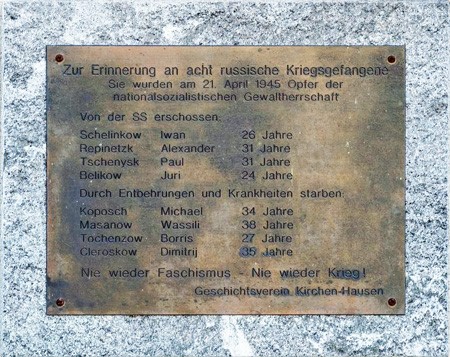 Zur Erinnerung an acht russische Kriegsgefangene
Sie wurden am 21. April 1945 Opfer der
nationalsozialistischen Gewaltherrschaft
Von der SS erschossen:
Schelinkow Iwan 26 Jahre
Repinetzk Alexander 31 Jahre
Tschenysk Paul 31 Jahre
Belikow Juri 24 Jahre
Durch Entbehrungen und Krankheiten starben:
Koposch Michael 34 Jahre
Masanow Wassili 38 Jahre
Tochenzow Borris 27 Jahre
Cleroskow Dimitrij 35 Jahre
Nie wieder Faschismus - Nie wieder Krieg!
Geschichtsverein Kirchen-Hausen